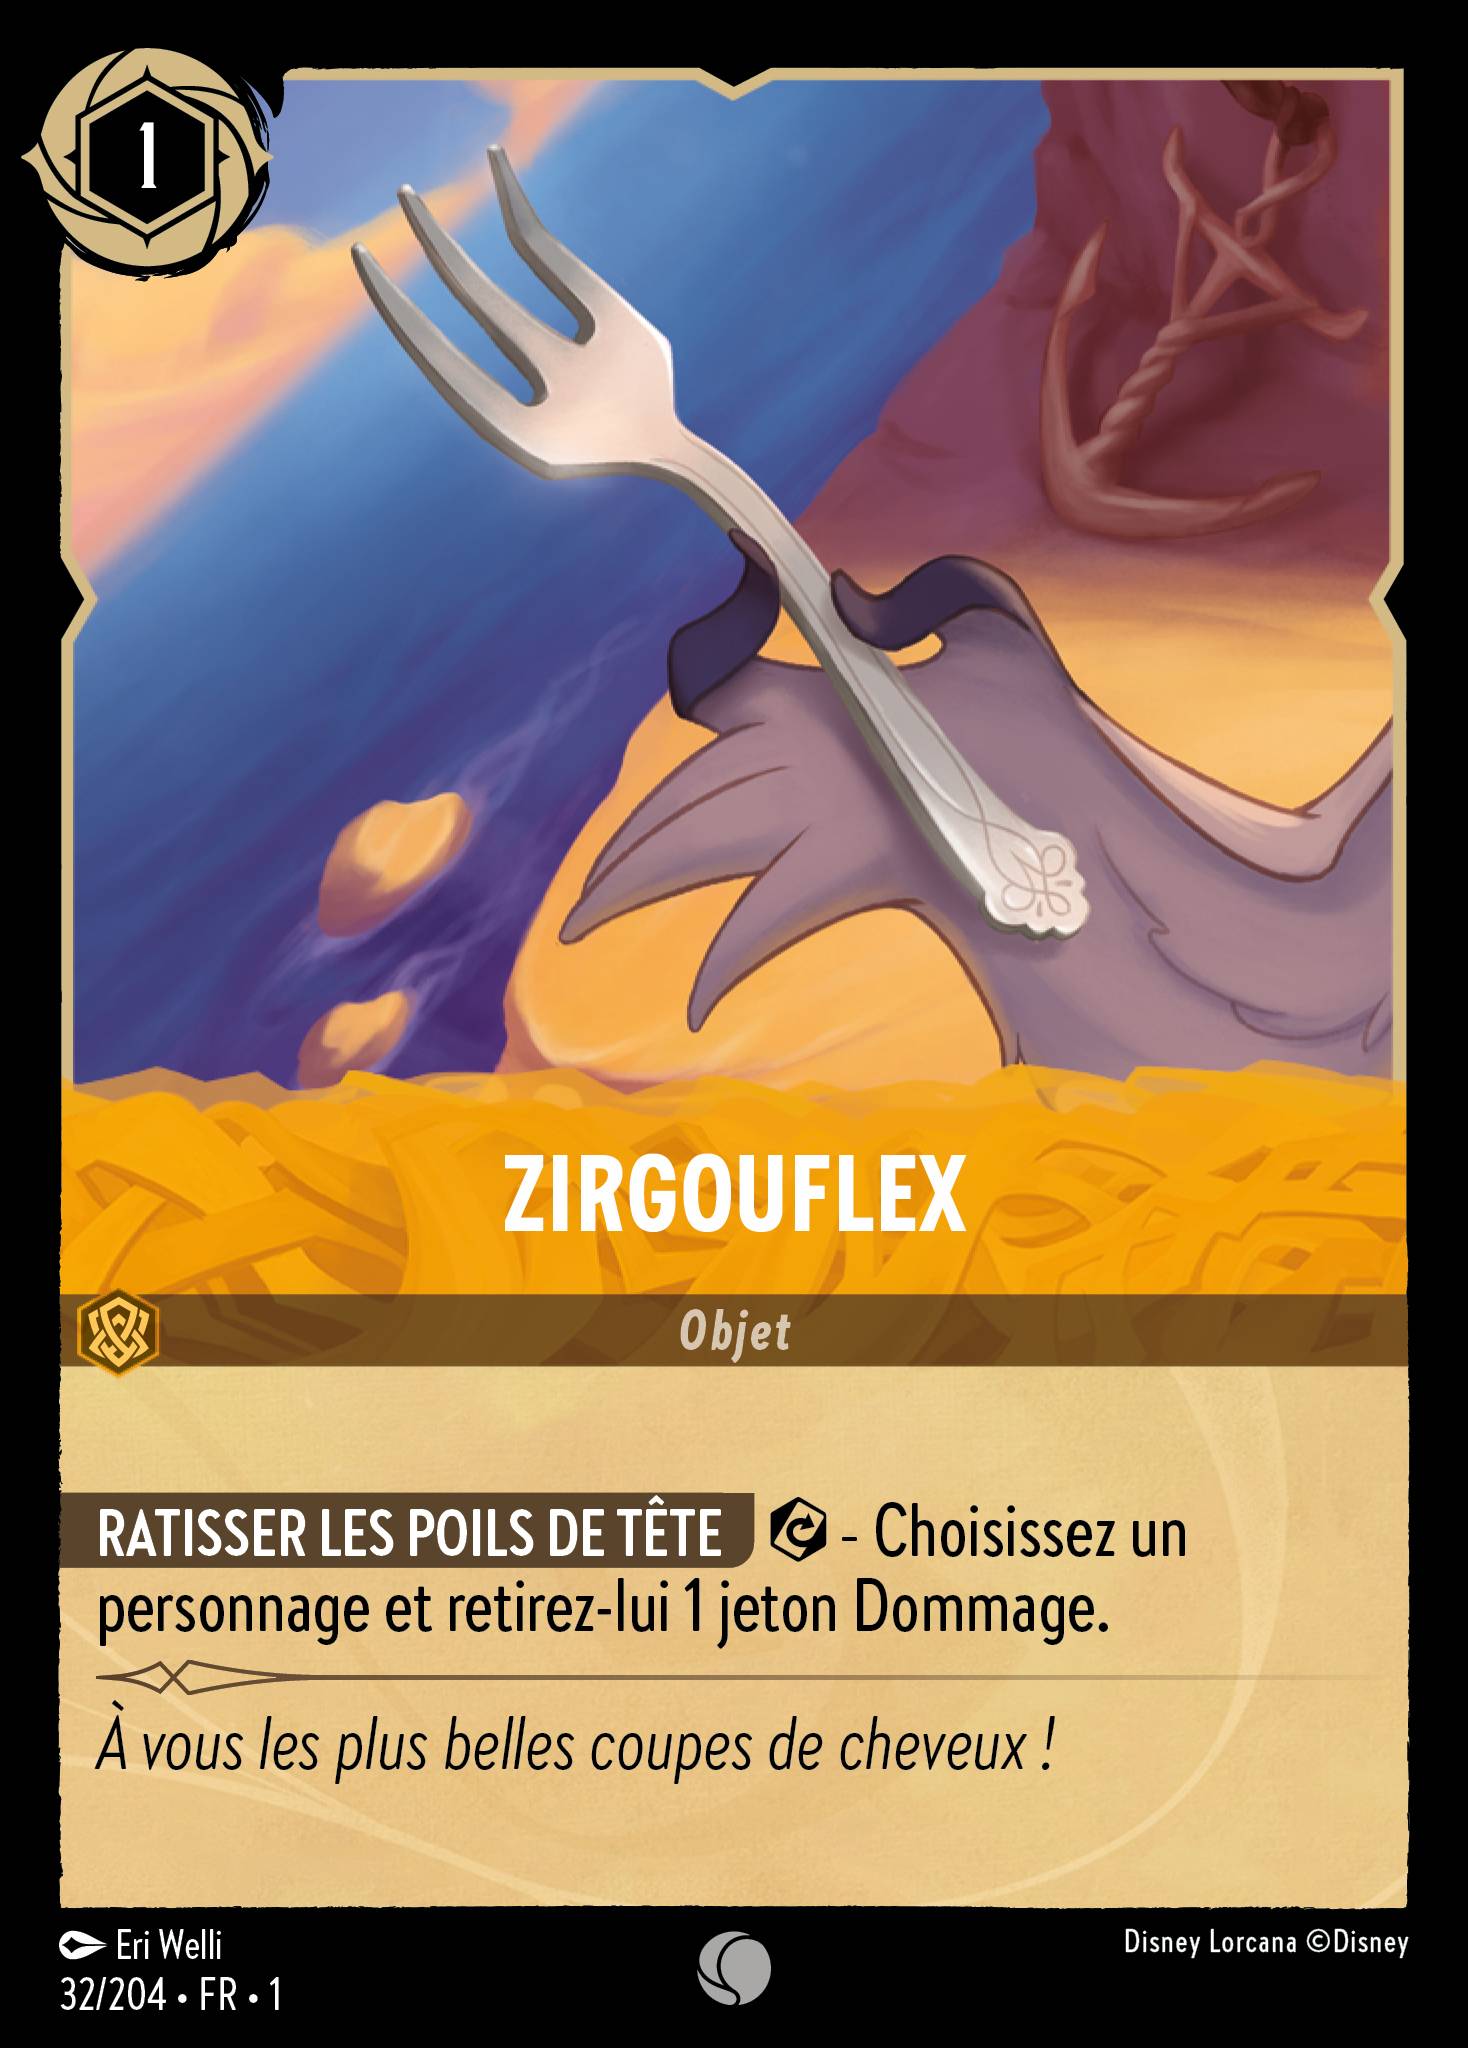 1
ZIRGOUFLEX
Objet
RATISSER LES POILS DE TÊTE - Choisissez un
personnage et retirez-lui 1 jeton Dommage.
À vous les plus belles coupes de cheveux !
Eri Welli
Disney Lorcana ©Disney
32/204 • FR • 1